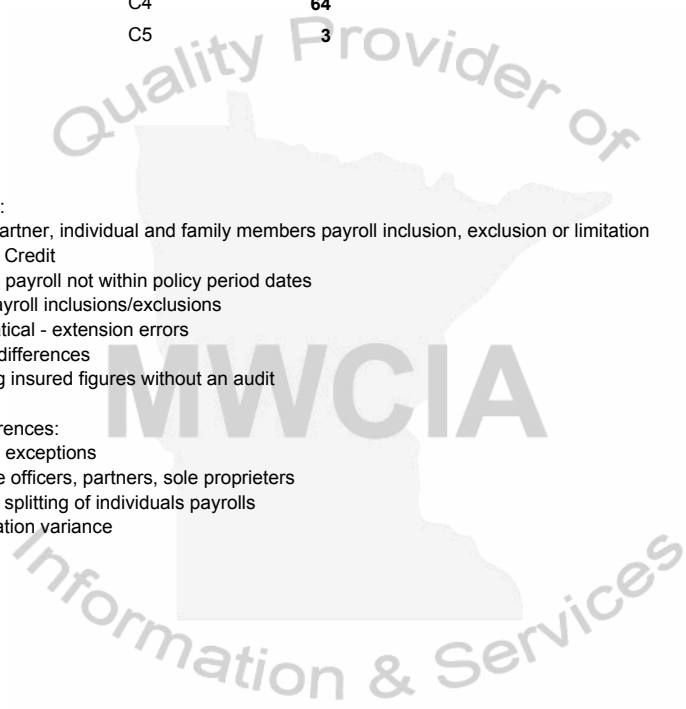 C4 64
C5 3
Quality Provider of
:
artner, individual and family members payroll inclusion, exclusion or limitation
Credit
payroll not within policy period dates
ayroll inclusions/exclusions
atical - extension errors
differences
g insured figures without an audit
MWCIA
rences:
exceptions
e officers, partners, sole proprieters
splitting of individuals payrolls
ation variance
Information & Services